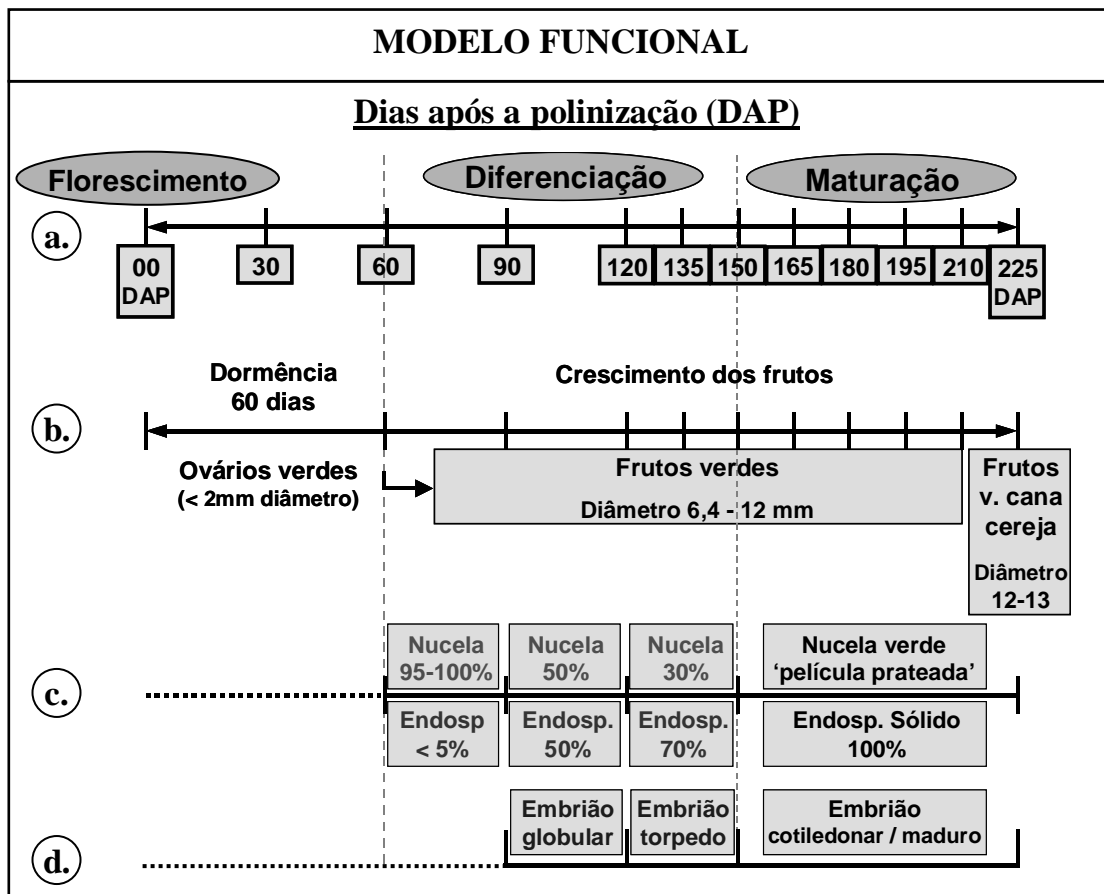 MODELO FUNCIONAL
Dias após a polinização (DAP)
Florescimento
Diferenciação
Maturação
a.
00
DAP
30
60
90
120
135
150
165
180
195
210
225
DAP
Dormência
60 dias
Crescimento dos frutos
b.
Ovários verdes
(< 2mm diâmetro)
Frutos verdes
Diâmetro 6,4 - 12 mm
Frutos
v. cana
cereja
Diâmetro
12-13
c.
Nucela
95-100%
Nucela
50%
Nucela
30%
Nucela verde
‘película prateada’
Endosp
< 5%
Endosp.
50%
Endosp.
70%
Endosp. Sólido
100%
d.
Embrião
globular
Embrião
torpedo
Embrião
cotiledonar / maduro